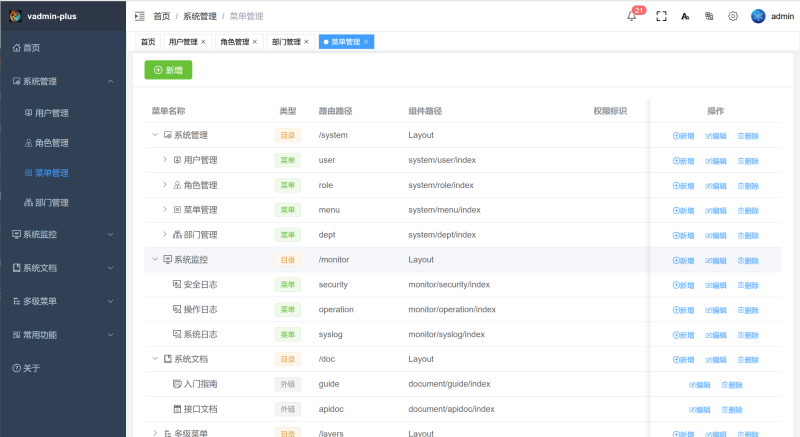 vadmin-plus
首页 / 系统管理 / 菜单管理
21
admin
首页
用户管理 ×
角色管理 ×
部门管理 ×
菜单管理 ×
首页
系统管理
用户管理
角色管理
菜单管理
部门管理
系统监控
系统文档
多级菜单
常用功能
关于
新增
菜单名称 类型 路由路径 组件路径 权限标识 操作
系统管理 目录 /system Layout 新增 编辑 删除
用户管理 菜单 user system/user/index 新增 编辑 删除
角色管理 菜单 role system/role/index 新增 编辑 删除
菜单管理 菜单 menu system/menu/index 新增 编辑 删除
部门管理 菜单 dept system/dept/index 新增 编辑 删除
系统监控 目录 /monitor Layout 新增 编辑 删除
安全日志 菜单 security monitor/security/index 新增 编辑 删除
操作日志 菜单 operation monitor/operation/index 新增 编辑 删除
系统日志 菜单 syslog monitor/syslog/index 新增 编辑 删除
系统文档 目录 /doc Layout 新增 编辑 删除
入门指南 外链 guide document/guide/index 编辑 删除
接口文档 外链 apidoc document/apidoc/index 编辑 删除
多级菜单 目录 /layers Layout 新增 编辑 删除